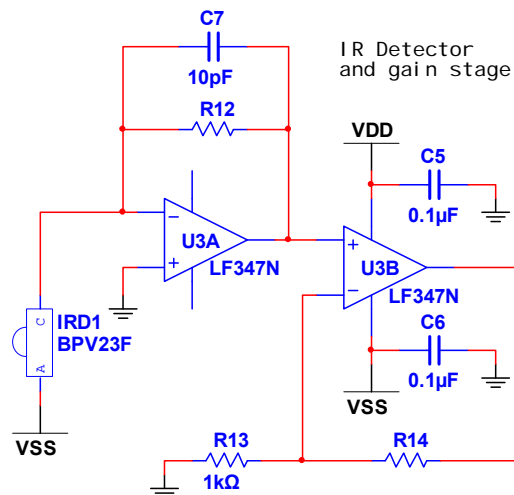 C7
10pF
IR Detector
and gain stage
R12
VDD
C5
0.1µF
U3A
LF347N
U3B
LF347N
IRD1
BPV23F
C
A
C6
0.1µF
VSS
VSS
R13
1kΩ
R14